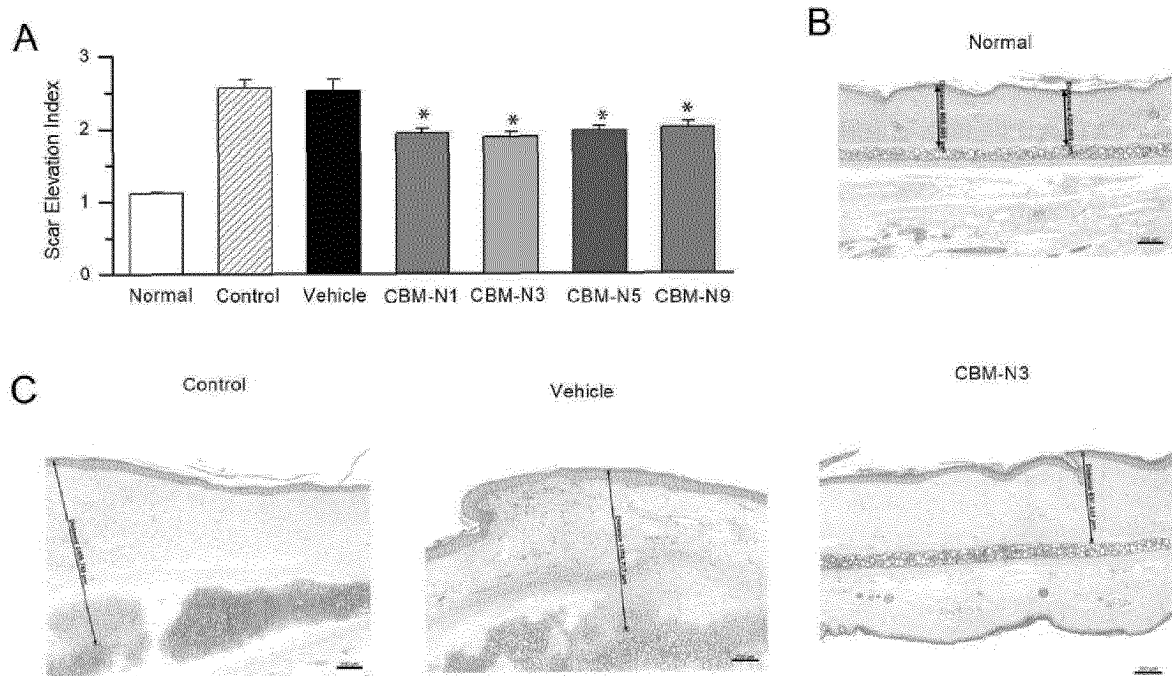 A
Scar Elevation Index
3
2
1
0
*
*
*
*
Normal
Control
Vehicle
CBM-N1
CBM-N3
CBM-N5
CBM-N9
B
Normal
C
Control
Vehicle
CBM-N3